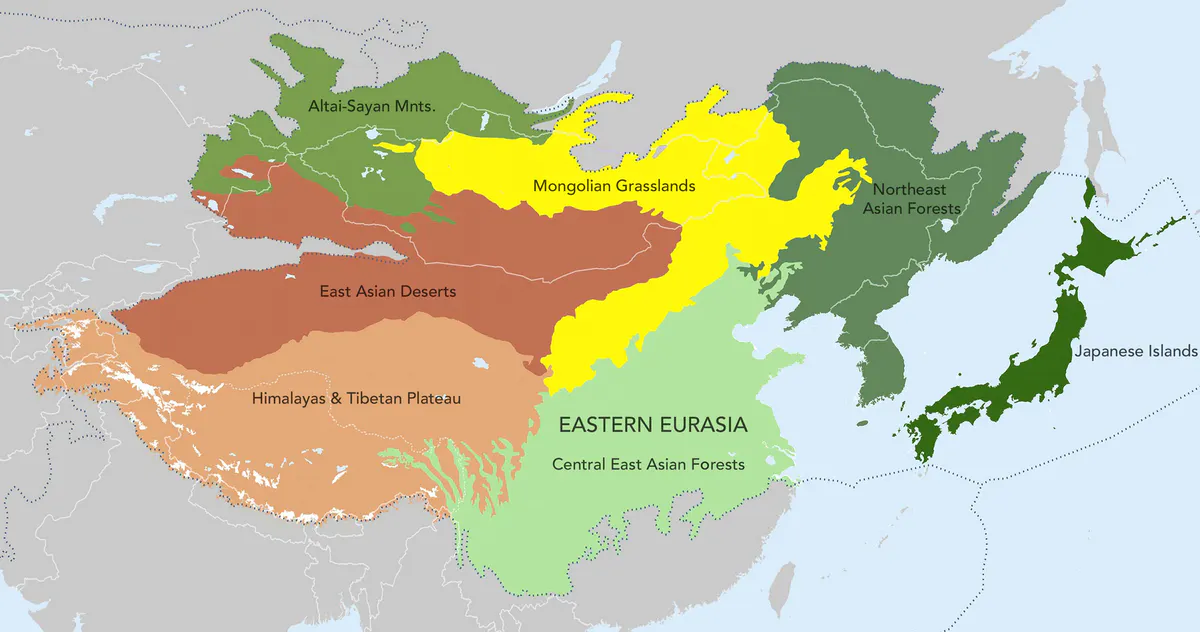 Altai-Sayan Mnts.
Mongolian Grasslands
Northeast
Asian Forests
East Asian Deserts
Japanese Islands
Himalayas & Tibetan Plateau
EASTERN EURASIA
Central East Asian Forests